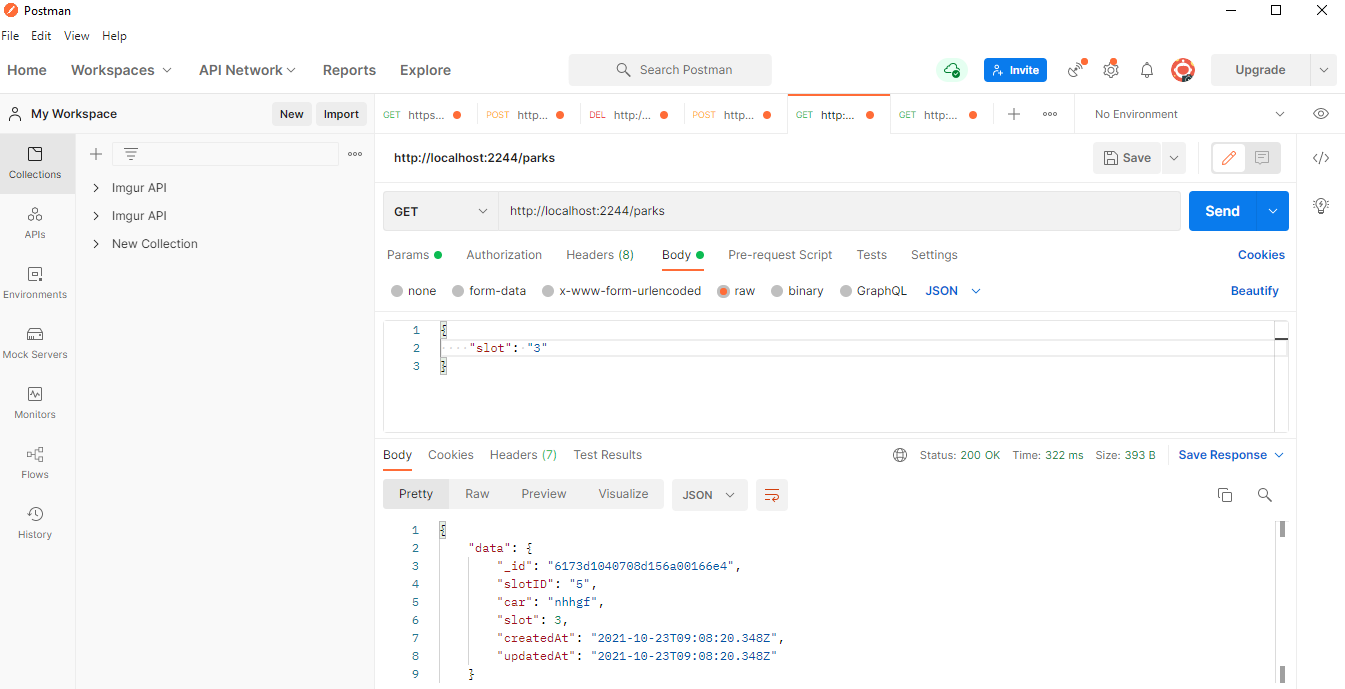 Postman
File Edit View Help
Home Workspaces API Network Reports Explore Search Postman Invite Upgrade
My Workspace New Import GET https... POST http... DEL http:/... POST http... GET http:... GET http:... No Environment
http://localhost:2244/parks Save
Collections
Imgur API
Imgur API
New Collection
APIs
Environments
Mock Servers
Monitors
Flows
History
GET http://localhost:2244/parks Send
Params Authorization Headers (8) Body Pre-request Script Tests Settings Cookies
none form-data x-www-form-urlencoded raw binary GraphQL JSON Beautify
1 {
2 "slot": "3"
3 }
Body Cookies Headers (7) Test Results Status: 200 OK Time: 322 ms Size: 393 B Save Response
Pretty Raw Preview Visualize JSON
1 {
2 "data": {
3 "_id": "6173d1040708d156a00166e4",
4 "slotID": "5",
5 "car": "nhhgf",
6 "slot": 3,
7 "createdAt": "2021-10-23T09:08:20.348Z",
8 "updatedAt": "2021-10-23T09:08:20.348Z"
9 }